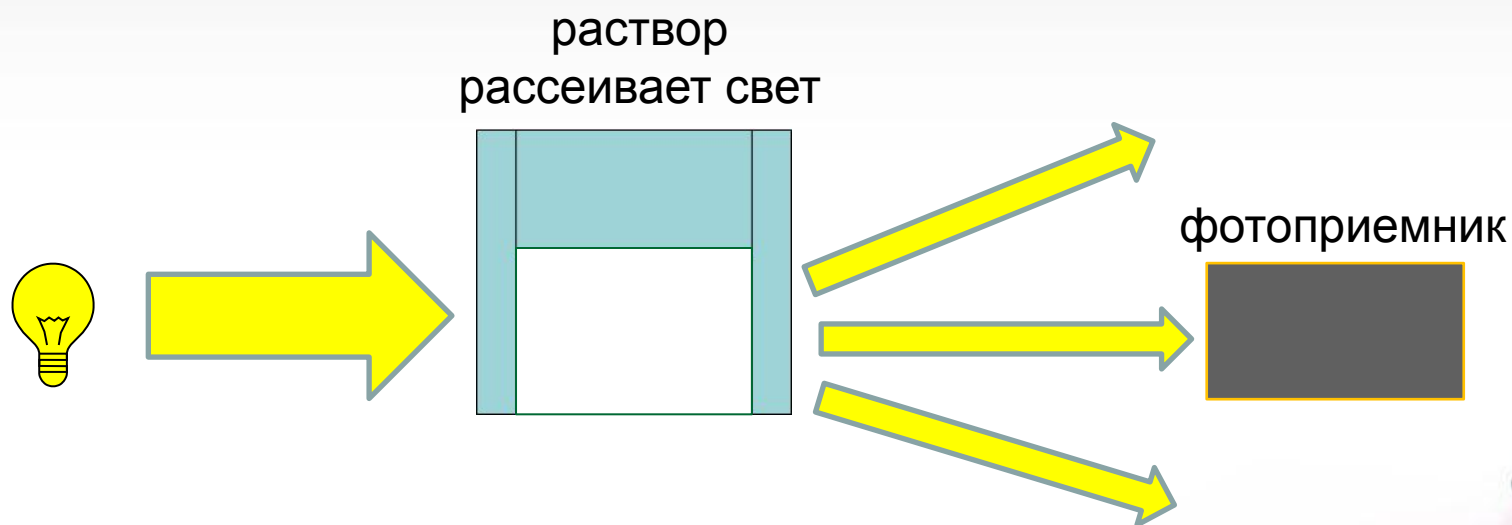 раствор
рассеивает свет
фотоприемник